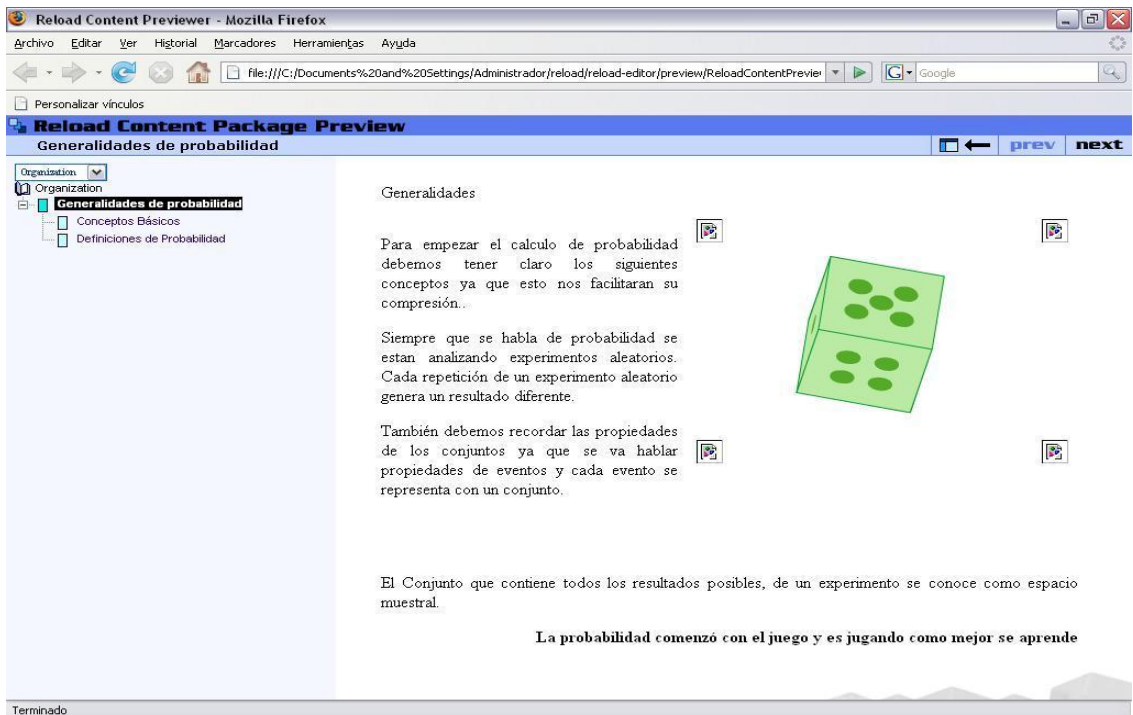 Reload Content Previewer - Mozilla Firefox
Archivo Editar Ver Historial Marcadores Herramientas Ayuda
file:///C:/Documents%20and%20Settings/Administrador/reload/reload-editor/preview/ReloadContentPrevie
G Google
Personalizar vínculos
Reload Content Package Preview
Generalidades de probabilidad
prev next
Organization
Organization
Generalidades de probabilidad
Conceptos Básicos
Definiciones de Probabilidad
Generalidades
Para empezar el calculo de probabilidad
debemos tener claro los siguientes
conceptos ya que esto nos facilitaran su
compresión..
Siempre que se habla de probabilidad se
estan analizando experimentos aleatorios.
Cada repetición de un experimento aleatorio
genera un resultado diferente.
También debemos recordar las propiedades
de los conjuntos ya que se va hablar
propiedades de eventos y cada evento se
representa con un conjunto.
El Conjunto que contiene todos los resultados posibles, de un experimento se conoce como espacio
muestral.
La probabilidad comenzó con el juego y es jugando como mejor se aprende
Terminado